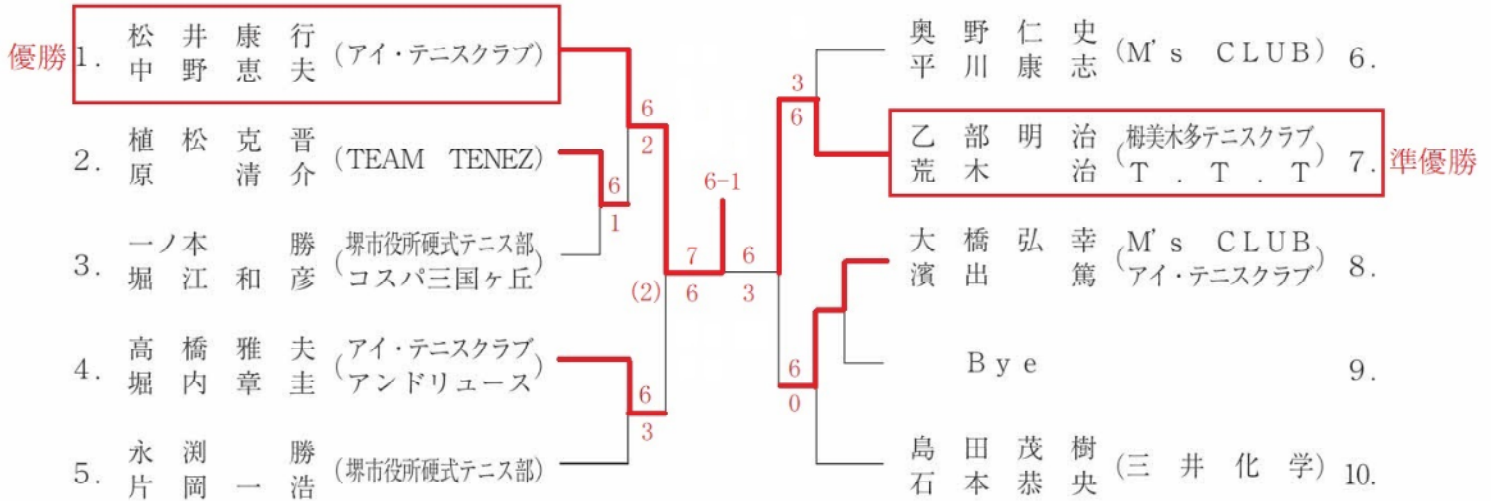 優勝
1. 松井康行 (アイ・テニスクラブ)
中野恵夫
2. 植松克晋 (TEAM TENEZ)
原 清介
3. 一ノ本 勝 (堺市役所硬式テニス部
堀江和彦 コスパ三国ヶ丘)
4. 高橋雅夫 (アイ・テニスクラブ
堀内章圭 アンドリュース)
5. 永渕 勝 (堺市役所硬式テニス部)
片岡一浩
6
2
6
1
7
(2) 6
6
3
6-1
6
3
3
6
6
0
奥野仁史 (M's CLUB) 6.
平川康志
乙部明治 (栂美木多テニスクラブ
荒木 治 T.T.T) 7.
準優勝
大橋弘幸 (M's CLUB
濱出 篤 アイ・テニスクラブ) 8.
Bye 9.
島田茂樹 (三井化学) 10.
石本恭央